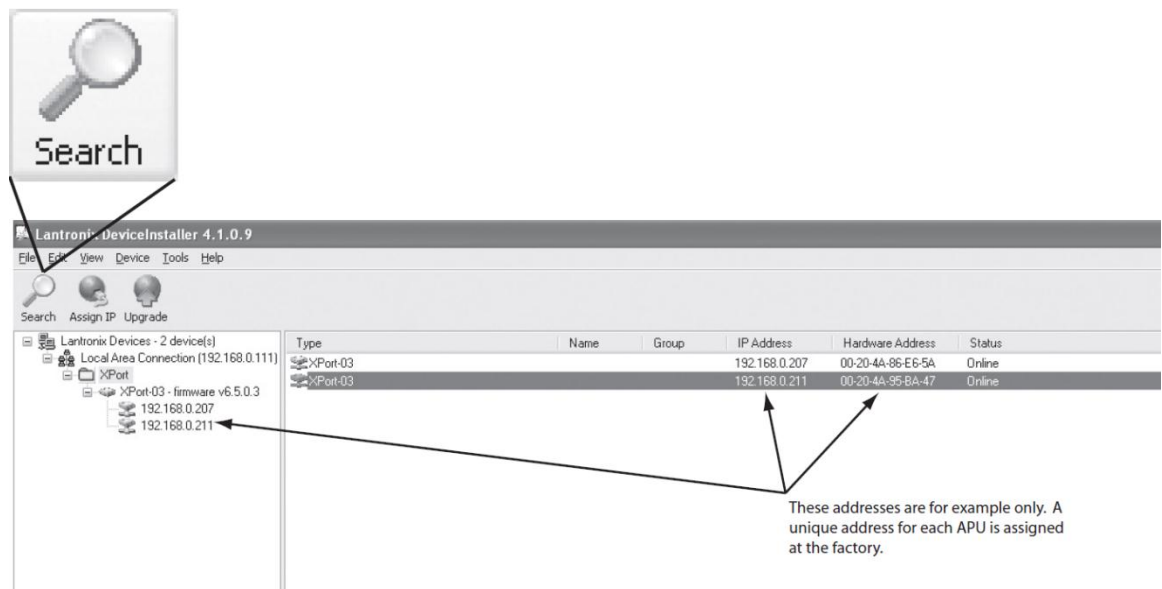 Search
Lantronix DeviceInstaller 4.1.0.9
File Edit View Device Tools Help
Search Assign IP Upgrade
Lantronix Devices - 2 device(s)
Local Area Connection (192.168.0.111)
XPort
XPort-03 - firmware v6.5.0.3
192.168.0.207
192.168.0.211
Type Name Group IP Address Hardware Address Status
XPort-03 192.168.0.207 00-20-4A-86-E6-5A Online
XPort-03 192.168.0.211 00-20-4A-95-BA-47 Online
These addresses are for example only. A
unique address for each APU is assigned
at the factory.